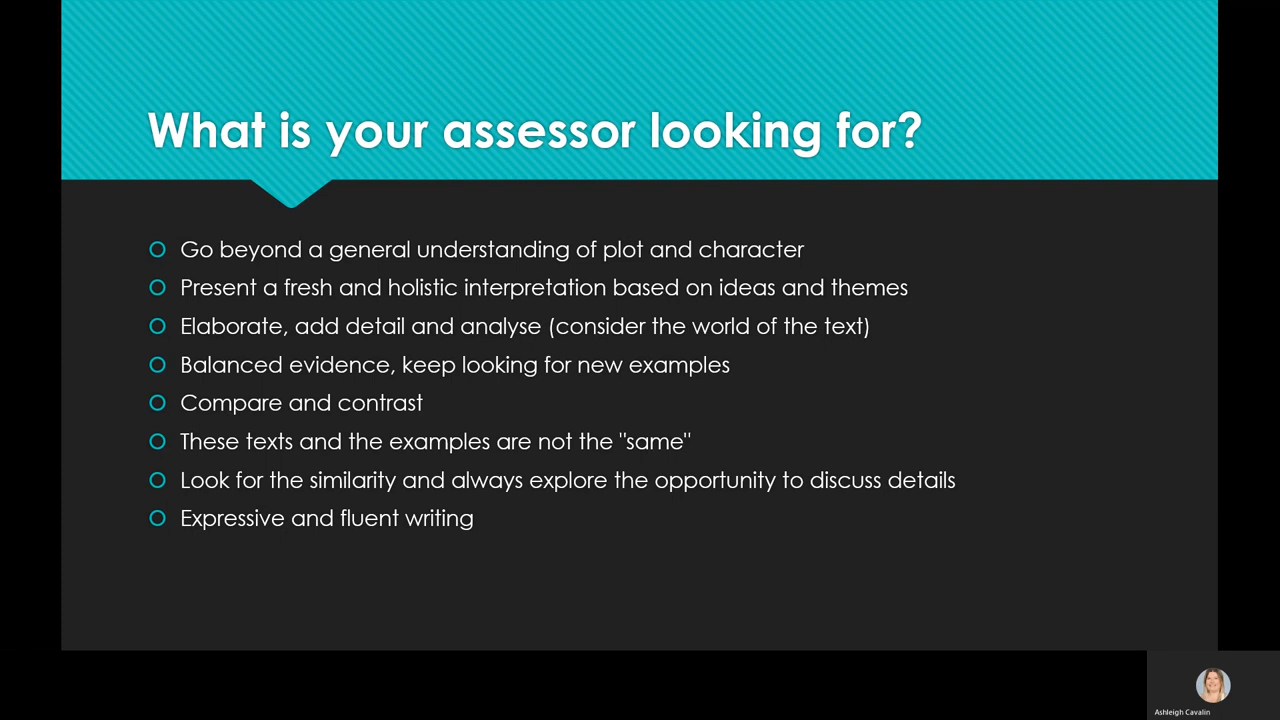 What is your assessor looking for?
Go beyond a general understanding of plot and character
Present a fresh and holistic interpretation based on ideas and themes
Elaborate, add detail and analyse (consider the world of the text)
Balanced evidence, keep looking for new examples
Compare and contrast
These texts and the examples are not the "same"
Look for the similarity and always explore the opportunity to discuss details
Expressive and fluent writing
Ashleigh Cavalin